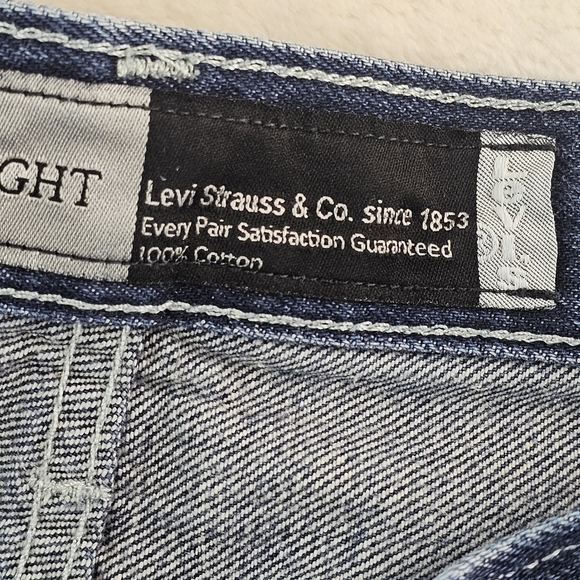 GHT
Levi Strauss & Co. since 1853
Every Pair Satisfaction Guaranteed
100% Cotton
Levi's